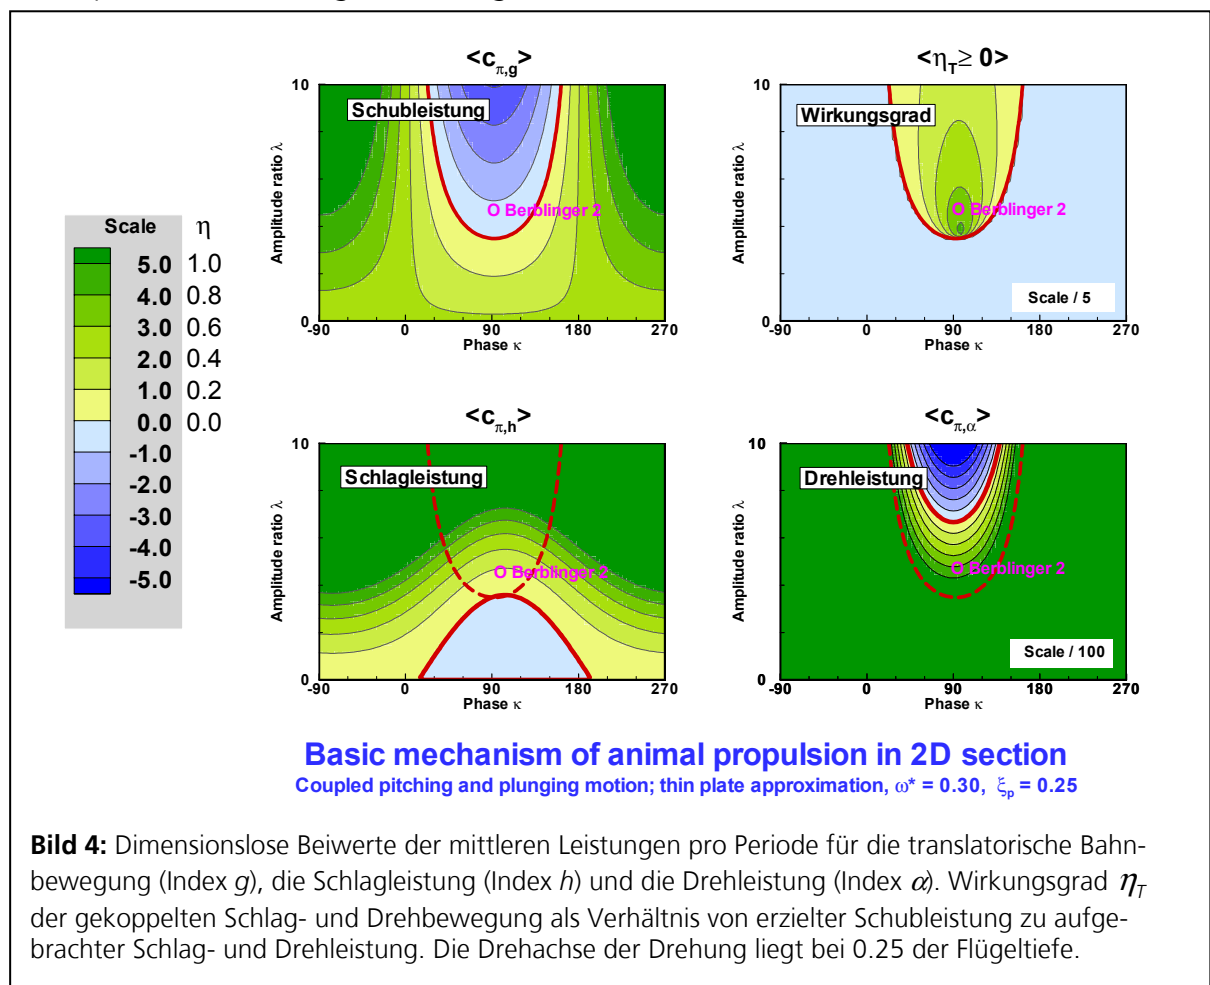 <cπ,g>
<ηT ≥ 0>
10
Schubleistung
Amplitude ratio λ
O Berblinger 2
0
-90 0 90 180 270
Phase κ
10
Wirkungsgrad
Amplitude ratio λ
O Berblinger 2
Scale / 5
0
-90 0 90 180 270
Phase κ
Scale η
5.0 1.0
4.0 0.8
3.0 0.6
2.0 0.4
1.0 0.2
0.0 0.0
-1.0
-2.0
-3.0
-4.0
-5.0
<cπ,h>
<cπ,α>
10
Schlagleistung
Amplitude ratio λ
O Berblinger 2
0
-90 0 90 180 270
Phase κ
10
Drehleistung
Amplitude ratio λ
O Berblinger 2
Scale / 100
0
-90 0 90 180 270
Phase κ
Basic mechanism of animal propulsion in 2D section
Coupled pitching and plunging motion; thin plate approximation, ω* = 0.30, ξp = 0.25
Bild 4: Dimensionslose Beiwerte der mittleren Leistungen pro Periode für die translatorische Bahn-
bewegung (Index g), die Schlagleistung (Index h) und die Drehleistung (Index α). Wirkungsgrad ηT
der gekoppelten Schlag- und Drehbewegung als Verhältnis von erzielter Schubleistung zu aufge-
brachter Schlag- und Drehleistung. Die Drehachse der Drehung liegt bei 0.25 der Flügeltiefe.